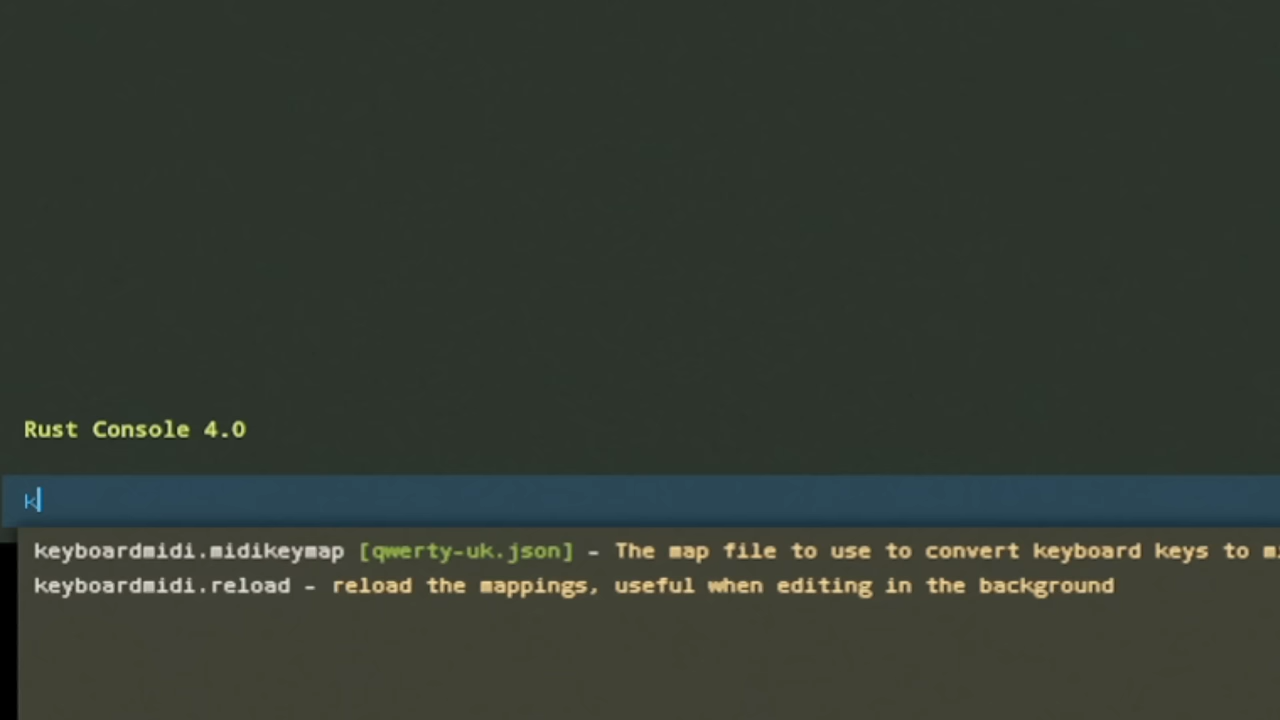 Rust Console 4.0
k
keyboardmidi.midikeymap [qwerty-uk.json] - The map file to use to convert keyboard keys to
keyboardmidi.reload - reload the mappings, useful when editing in the background